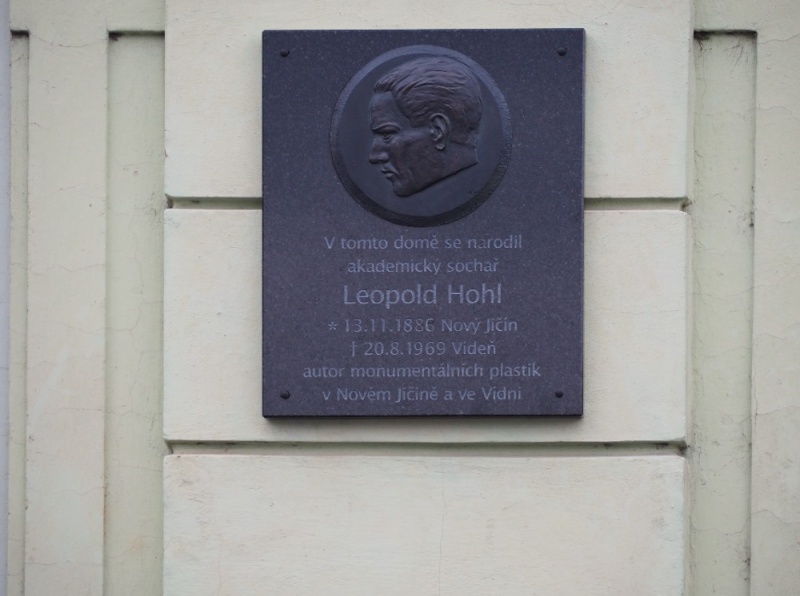 V tomto domě se narodil
akademický sochař
Leopold Hohl
* 13.11.1886 Nový Jičín
† 20.8.1969 Vídeň
autor monumentálních plastik
v Novém Jičíně a ve Vídni